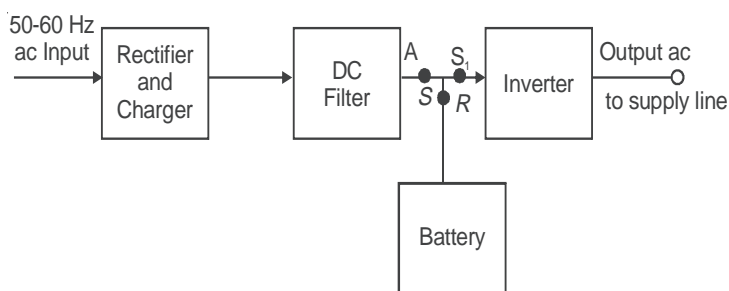 50-60 Hz
ac Input
Rectifier
and
Charger
DC
Filter
A
S
S₁
R
Inverter
Output ac
to supply line
Battery